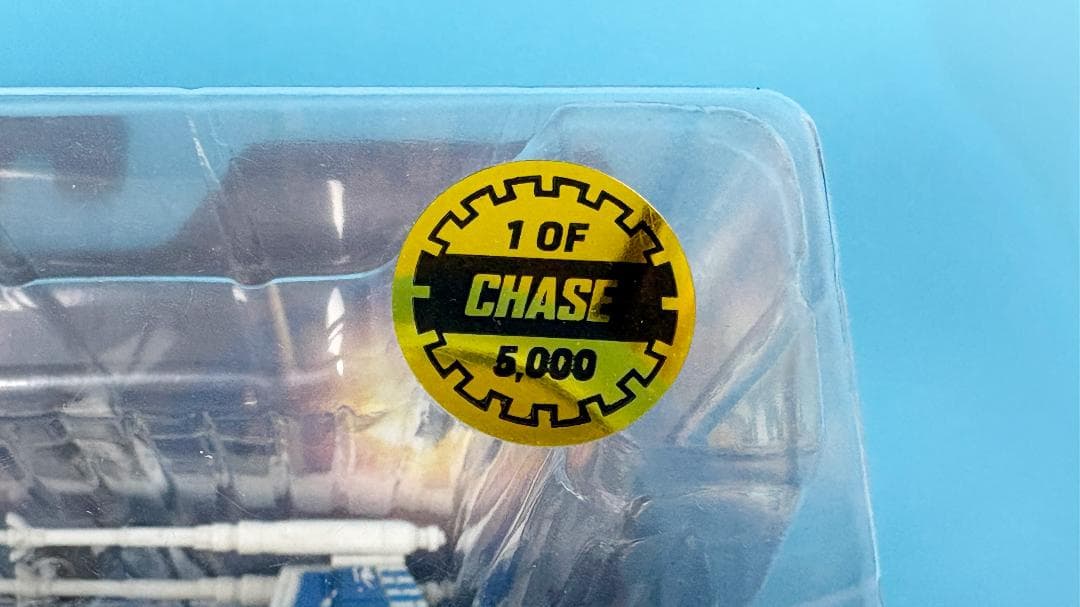 1 OF
CHASE
5,000